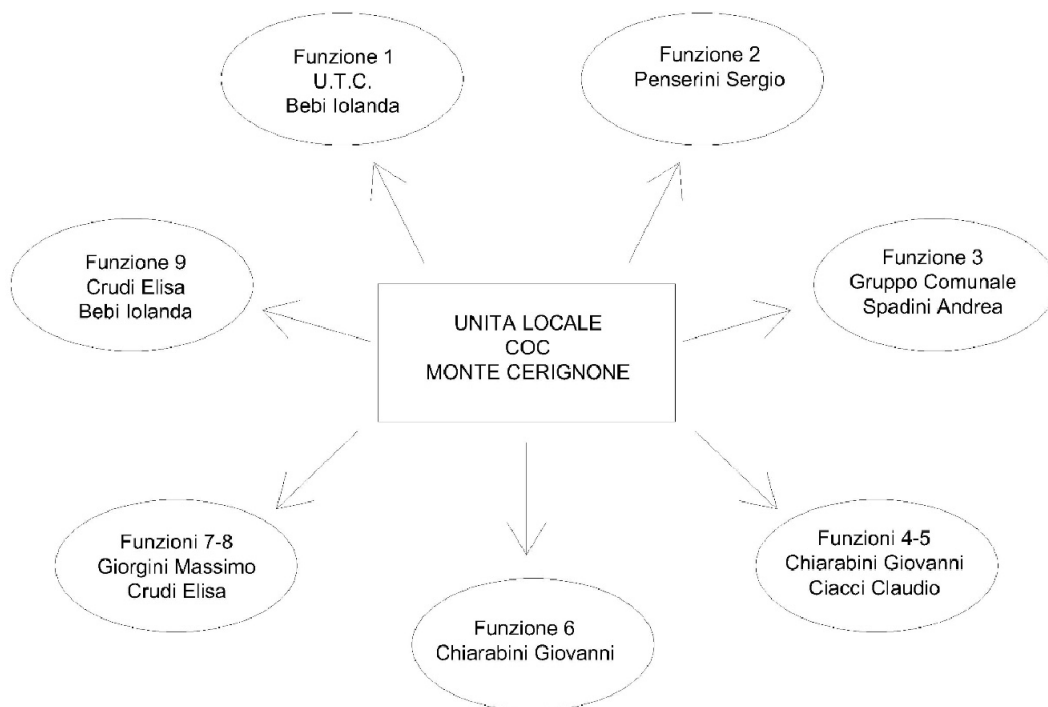 Funzione 1
U.T.C.
Bebi Iolanda
Funzione 2
Penserini Sergio
Funzione 9
Crudi Elisa
Bebi Iolanda
UNITA LOCALE
COC
MONTE CERIGNONE
Funzione 3
Gruppo Comunale
Spadini Andrea
Funzioni 7-8
Giorgini Massimo
Crudi Elisa
Funzione 6
Chiarabini Giovanni
Funzioni 4-5
Chiarabini Giovanni
Ciacci Claudio